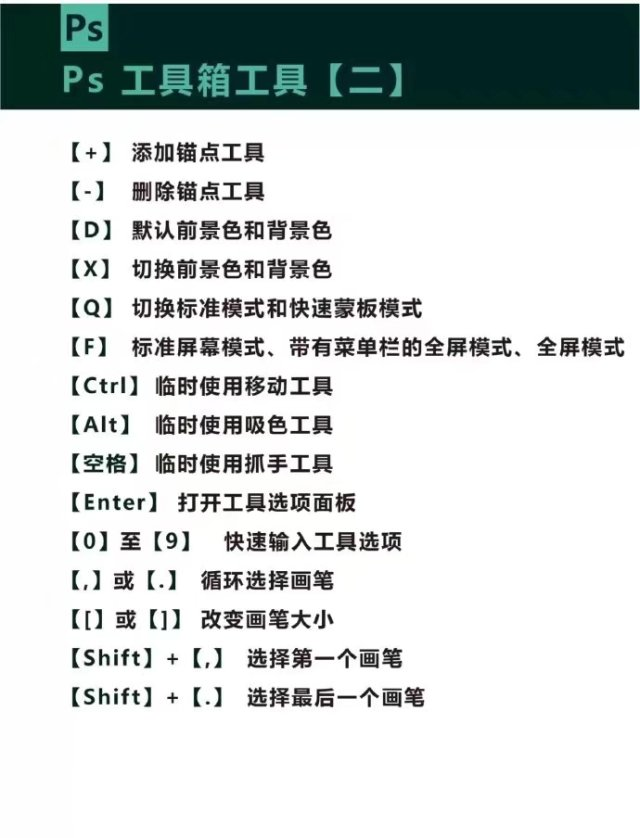 Ps
Ps 工具箱工具【二】
【+】 添加锚点工具
【-】 删除锚点工具
【D】 默认前景色和背景色
【X】 切换前景色和背景色
【Q】 切换标准模式和快速蒙板模式
【F】 标准屏幕模式、带有菜单栏的全屏模式、全屏模式
【Ctrl】 临时使用移动工具
【Alt】 临时使用吸色工具
【空格】 临时使用抓手工具
【Enter】 打开工具选项面板
【0】至【9】 快速输入工具选项
【,】或【.】 循环选择画笔
【[】或【]】 改变画笔大小
【Shift】+【,】 选择第一个画笔
【Shift】+【.】 选择最后一个画笔